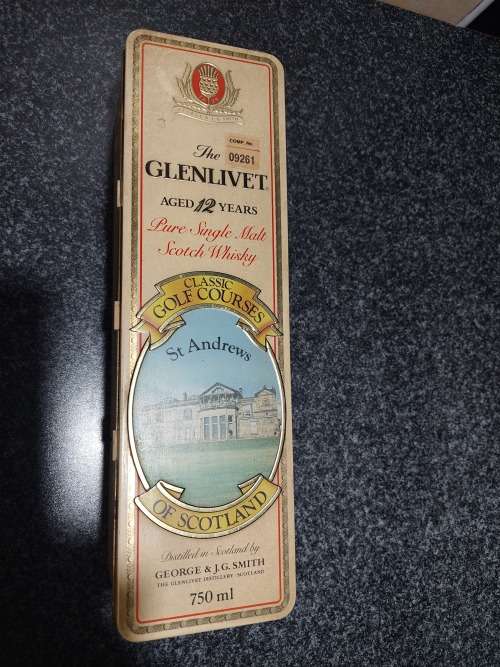 COMP. No.
09261
The
GLENLIVET
AGED 12 YEARS
Pure Single Malt
Scotch Whisky
CLASSIC
GOLF COURSES
St Andrews
OF SCOTLAND
Distilled in Scotland by
GEORGE & J.G. SMITH
THE GLENLIVET DISTILLERY SCOTLAND
750 ml